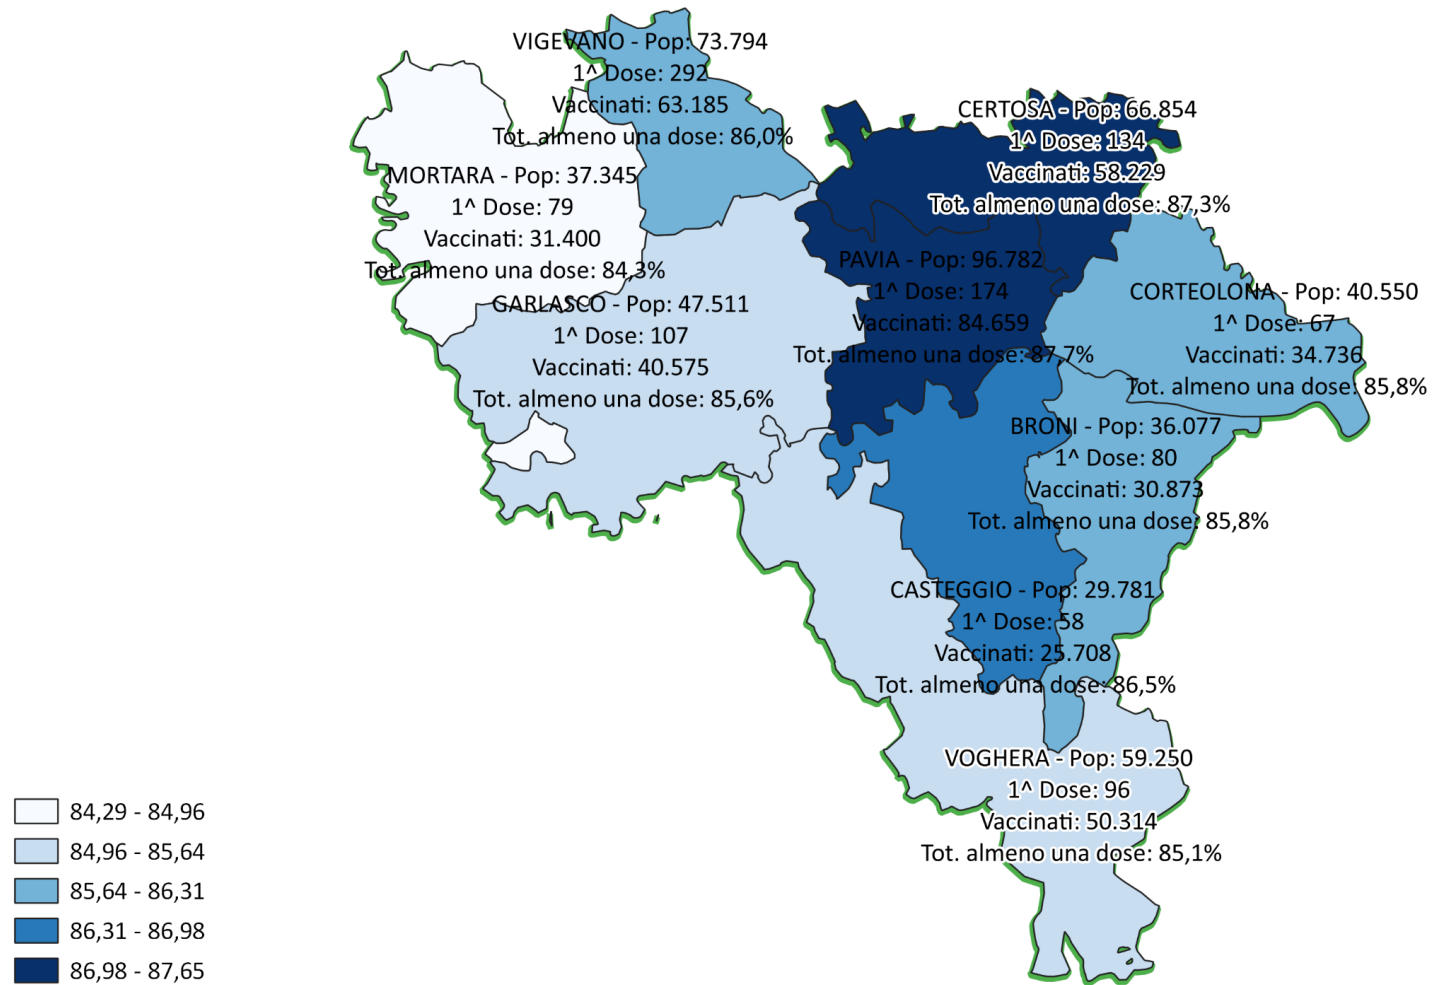 VIGEVANO - Pop: 73.794
1^ Dose: 292
Vaccinati: 63.185
Tot. almeno una dose: 86,0%
CERTOSA - Pop: 66.854
1^ Dose: 134
Vaccinati: 58.229
Tot. almeno una dose: 87,3%
MORTARA - Pop: 37.345
1^ Dose: 79
Vaccinati: 31.400
Tot. almeno una dose: 84,3%
PAVIA - Pop: 96.782
1^ Dose: 174
Vaccinati: 84.659
Tot. almeno una dose: 87,7%
CORTEOLONA - Pop: 40.550
1^ Dose: 67
Vaccinati: 34.736
Tot. almeno una dose: 85,8%
GARLASCO - Pop: 47.511
1^ Dose: 107
Vaccinati: 40.575
Tot. almeno una dose: 85,6%
BRONI - Pop: 36.077
1^ Dose: 80
Vaccinati: 30.873
Tot. almeno una dose: 85,8%
CASTEGGIO - Pop: 29.781
1^ Dose: 58
Vaccinati: 25.708
Tot. almeno una dose: 86,5%
VOGHERA - Pop: 59.250
1^ Dose: 96
Vaccinati: 50.314
Tot. almeno una dose: 85,1%
84,29 - 84,96
84,96 - 85,64
85,64 - 86,31
86,31 - 86,98
86,98 - 87,65